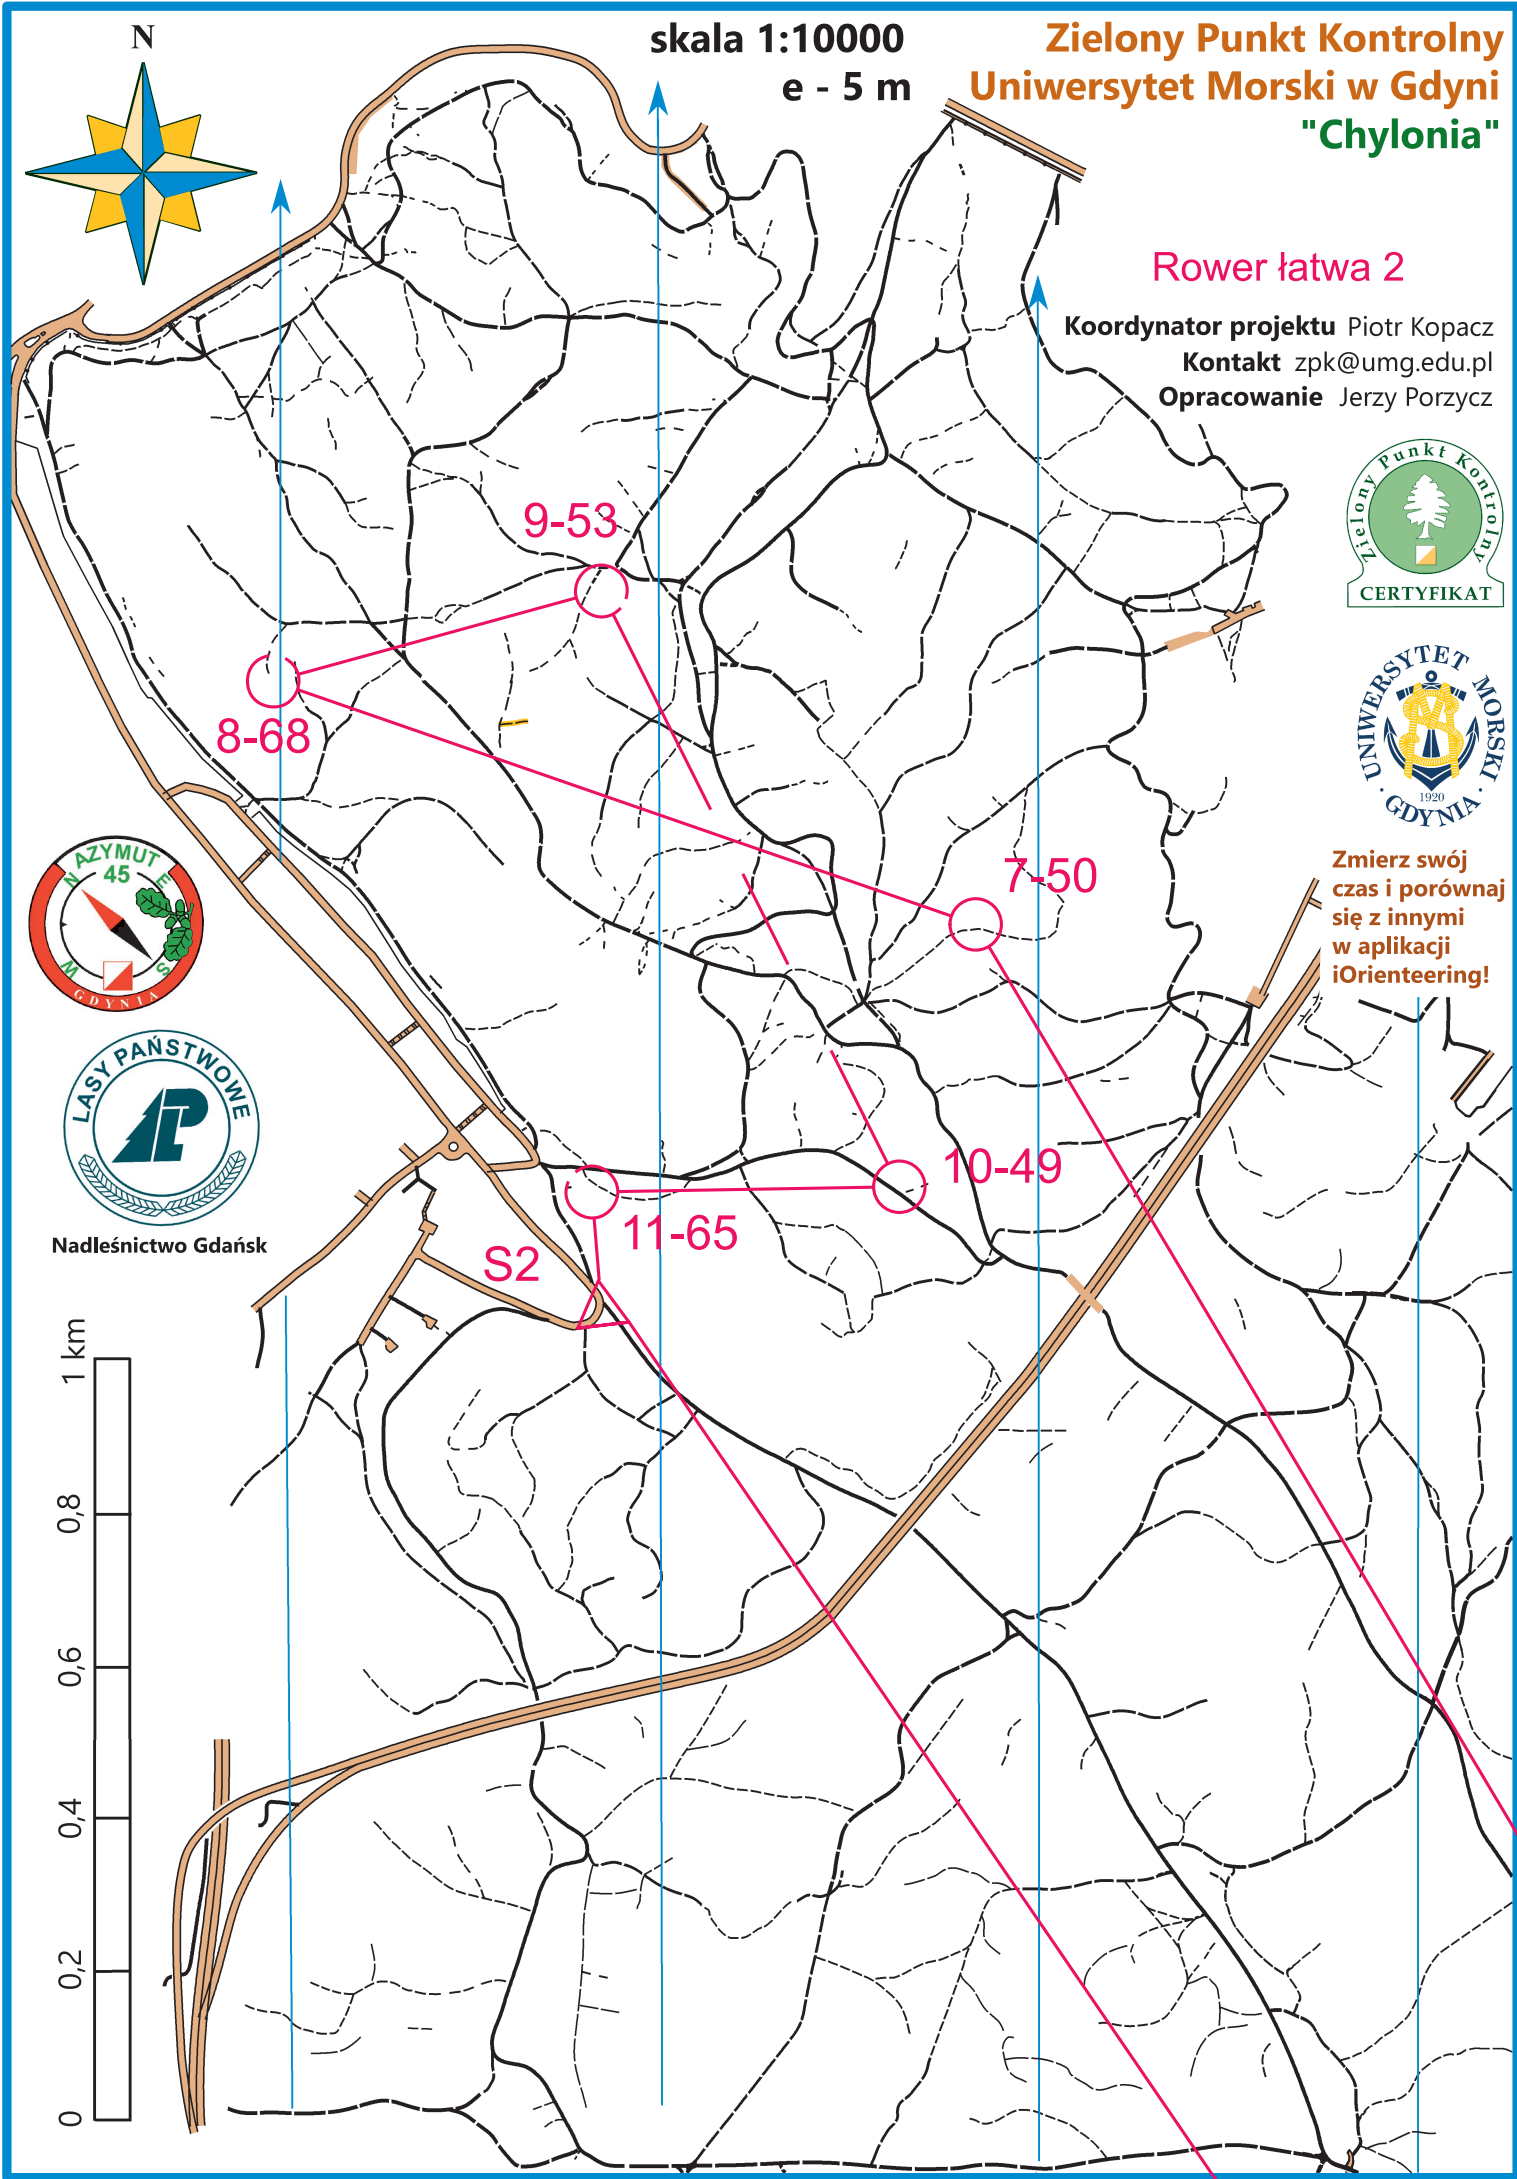 N
skala 1:10000
e - 5 m
Zielony Punkt Kontrolny
Uniwersytet Morski w Gdyni
"Chylonia"
Rower łatwa 2
Koordynator projektu Piotr Kopacz
Kontakt zpk@umg.edu.pl
Opracowanie Jerzy Porzycz
Zielony Punkt Kontrolny
CERTYFIKAT
9-53
8-68
UNIWERSYTET MORSKI
1920
· GDYNIA ·
AZYMUT
45
N E
W S
GDYNIA
7-50
Zmierz swój
czas i porównaj
się z innymi
w aplikacji
iOrienteering!
LASY PAŃSTWOWE
LP
Nadleśnictwo Gdańsk
10-49
11-65
S2
1 km
0,8
0,6
0,4
0,2
0